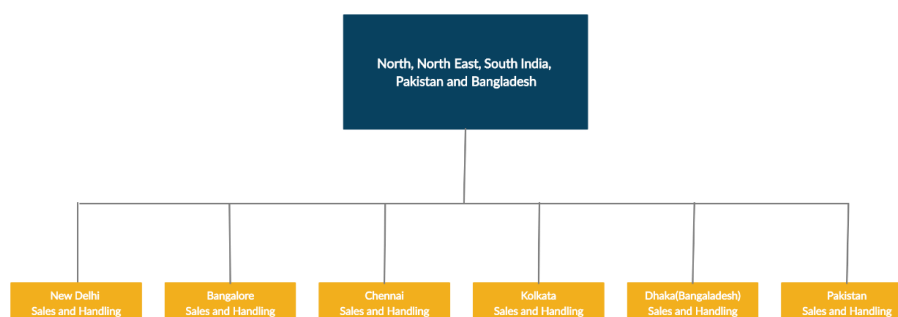 North, North East, South India,
Pakistan and Bangladesh
New Delhi
Sales and Handling
Bangalore
Sales and Handling
Chennai
Sales and Handling
Kolkata
Sales and Handling
Dhaka(Bangaladesh)
Sales and Handling
Pakistan
Sales and Handling